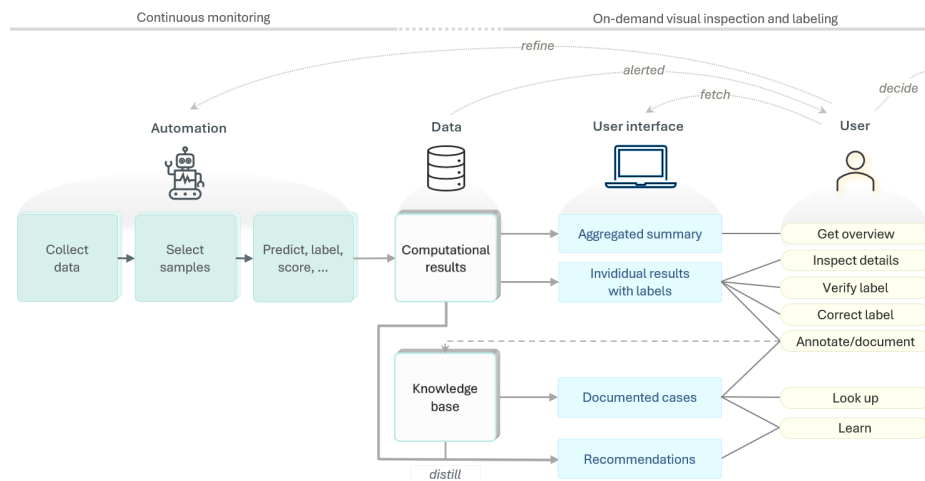 Continuous monitoring
On-demand visual inspection and labeling
refine
alerted
decide
fetch
Automation
Data
User interface
User
Collect
data
Select
samples
Predict, label,
score, ...
Computational
results
Aggregated summary
Invididual results
with labels
Get overview
Inspect details
Verify label
Correct label
Annotate/document
Knowledge
base
Documented cases
Look up
Learn
Recommendations
distill